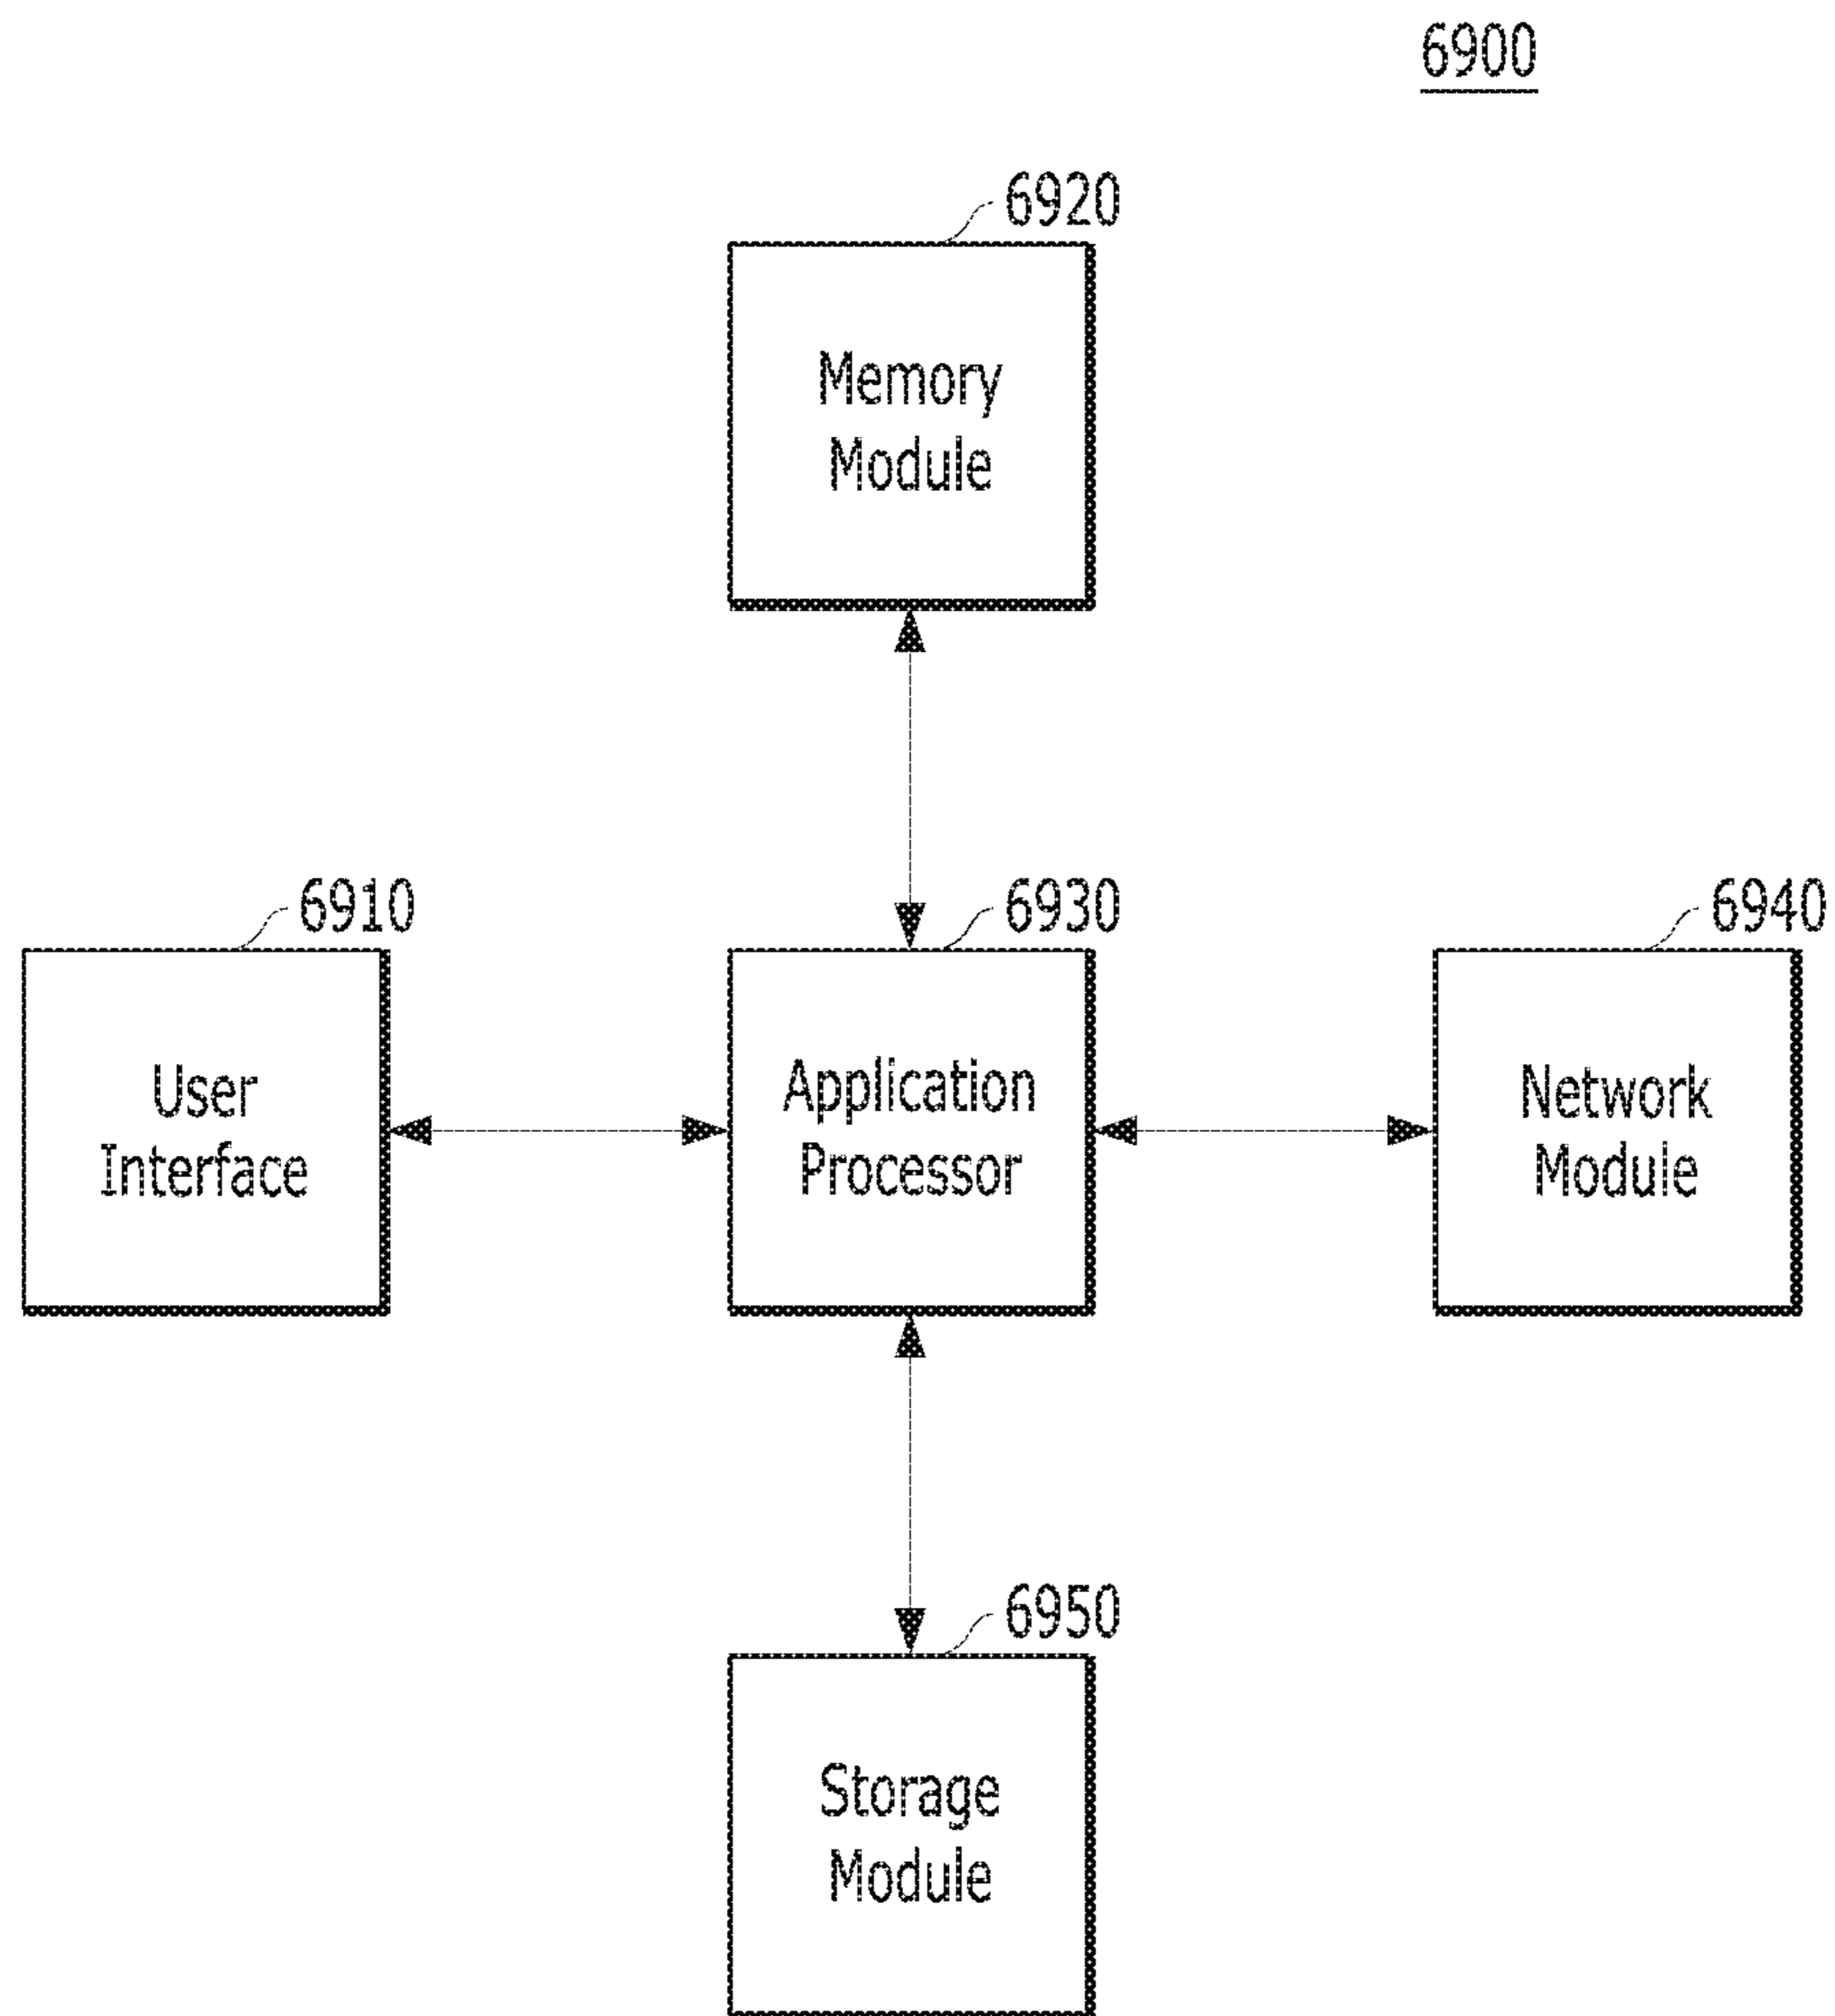 6900
6920
Memory
Module
6910
6930
6940
User
Interface
Application
Processor
Network
Module
6950
Storage
Module